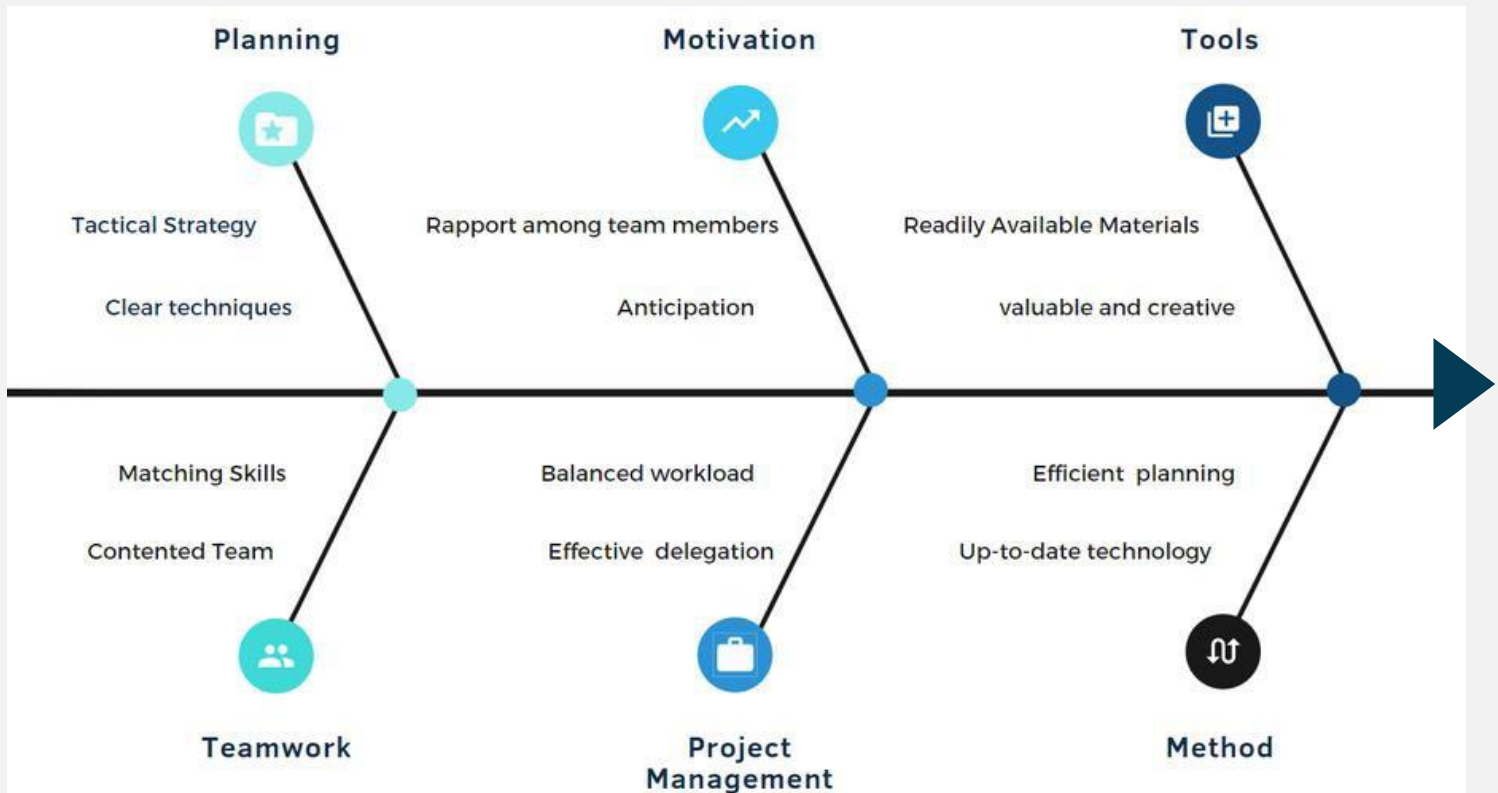 Planning
Motivation
Tools
Tactical Strategy
Rapport among team members
Readily Available Materials
Clear techniques
Anticipation
valuable and creative
Matching Skills
Balanced workload
Efficient planning
Contented Team
Effective delegation
Up-to-date technology
Teamwork
Project
Management
Method